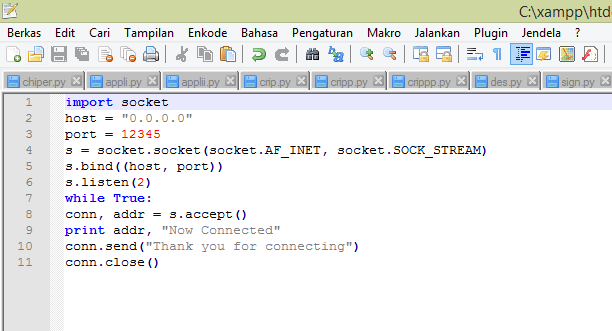 C:\xampp\htd
Berkas Edit Cari Tampilan Enkode Bahasa Pengaturan Makro Jalankan Plugin Jendela ?
chiper.py appli.py applii.py crip.py cripp.py crippp.py des.py sign.py
1 import socket
2 host = "0.0.0.0"
3 port = 12345
4 s = socket.socket(socket.AF_INET, socket.SOCK_STREAM)
5 s.bind((host, port))
6 s.listen(2)
7 while True:
8 conn, addr = s.accept()
9 print addr, "Now Connected"
10 conn.send("Thank you for connecting")
11 conn.close()